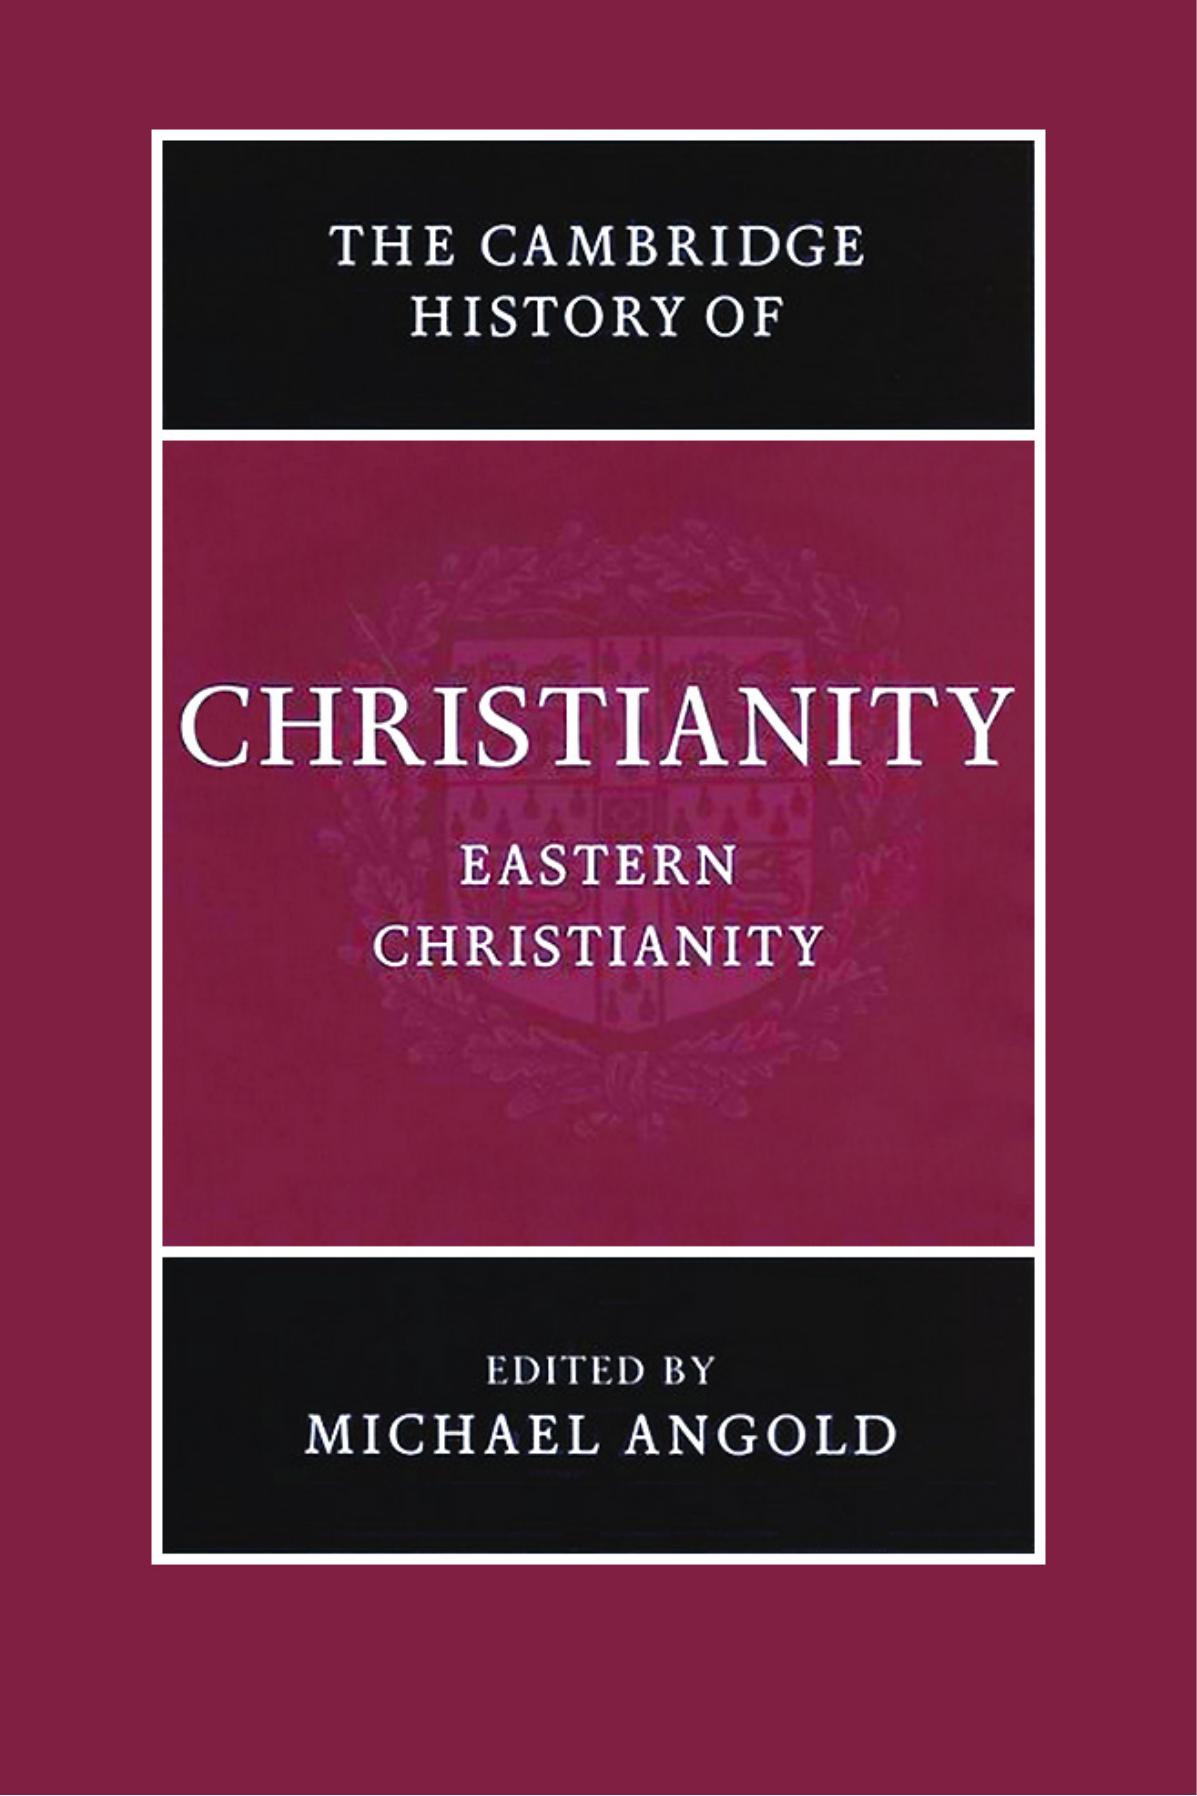 THE CAMBRIDGE
HISTORY OF
CHRISTIANITY
EASTERN
CHRISTIANITY
EDITED BY
MICHAEL ANGOLD